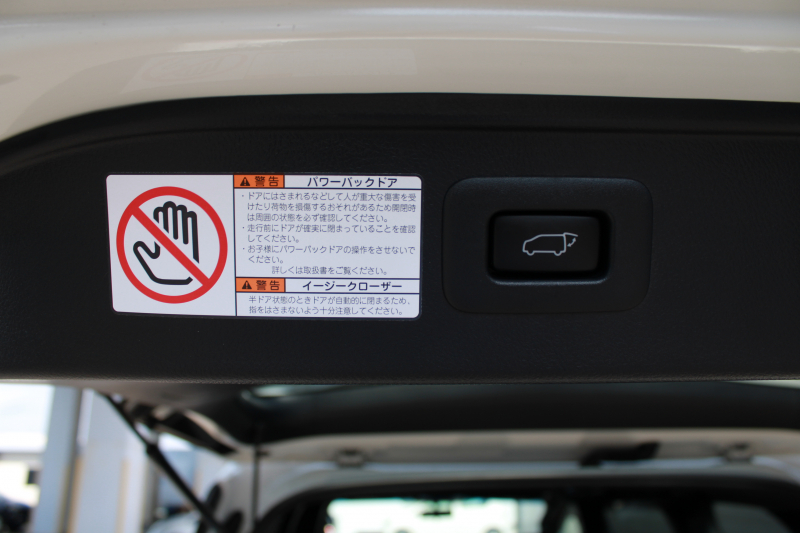 警告 パワーバックドア
・ドアにはさまれるなどして人が重大な傷害を受
けたり荷物を損傷するおそれがあるため開閉時
は周囲の状態を必ず確認してください。
・走行前にドアが確実に閉まっていることを確認
してください。
・お子様にパワーバックドアの操作をさせないで
ください。
詳しくは取扱書をご覧ください。
警告 イージークローザー
半ドア状態のときドアが自動的に閉まるため、
指をはさまないよう十分注意してください。